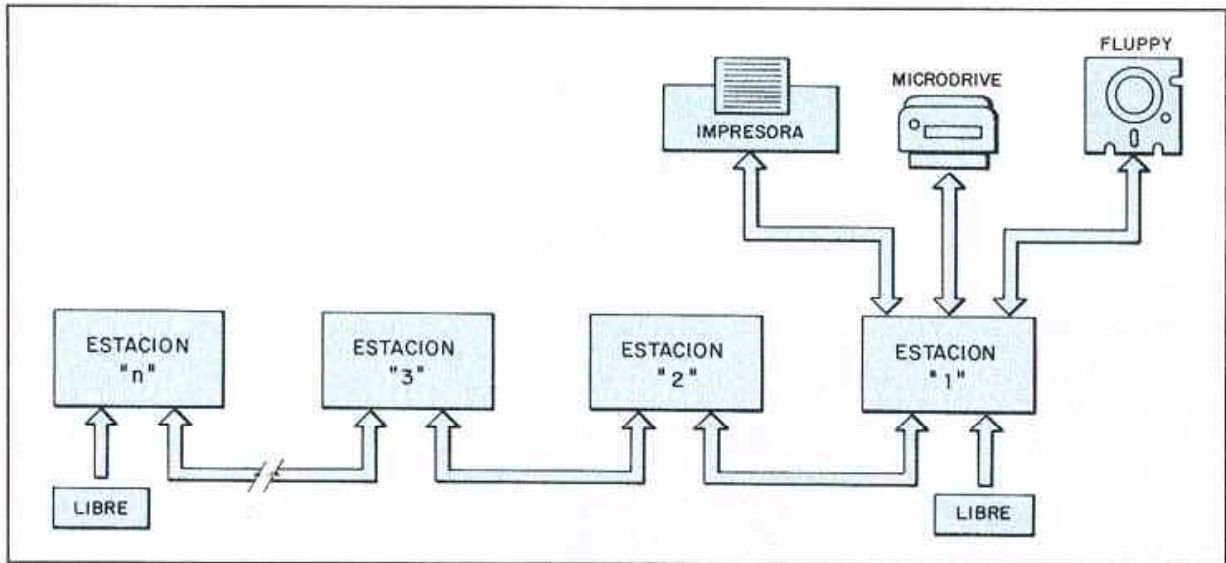 FLUPPY
MICRODRIVE
IMPRESORA
ESTACION
"n"
ESTACION
"3"
ESTACION
"2"
ESTACION
"1"
LIBRE
LIBRE